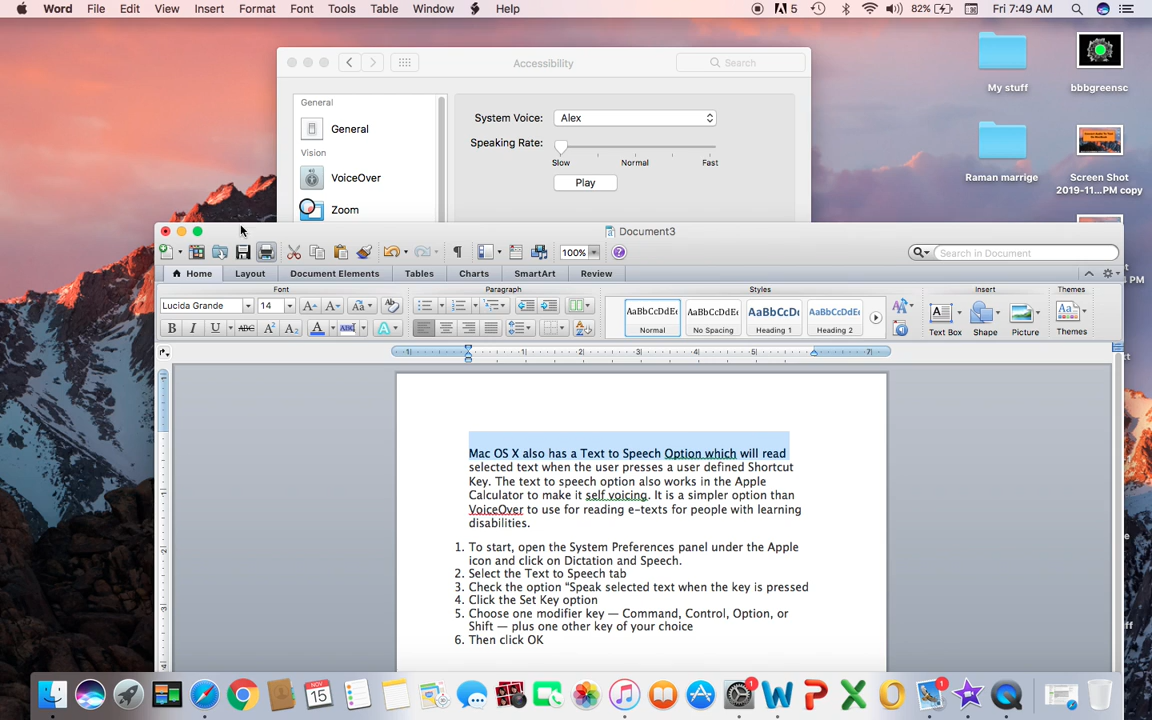 Word File Edit View Insert Format Font Tools Table Window Help
5 82% Fri 7:49 AM
Accessibility
Search
General
General
Vision
VoiceOver
Zoom
System Voice: Alex
Speaking Rate:
Slow Normal Fast
Play
My stuff
bbbgreensc
Raman marrige
Screen Shot
2019-11...PM copy
Document3
100%
Search in Document
Home Layout Document Elements Tables Charts SmartArt Review
Font Paragraph Styles Insert Themes
Lucida Grande 14
AaBbCcDdEe AaBbCcDdEe AaBbCcDc AaBbCcDdEe
Normal No Spacing Heading 1 Heading 2
Text Box Shape Picture Themes
Mac OS X also has a Text to Speech Option which will read
selected text when the user presses a user defined Shortcut
Key. The text to speech option also works in the Apple
Calculator to make it self voicing. It is a simpler option than
VoiceOver to use for reading e-texts for people with learning
disabilities.
1. To start, open the System Preferences panel under the Apple
icon and click on Dictation and Speech.
2. Select the Text to Speech tab
3. Check the option "Speak selected text when the key is pressed
4. Click the Set Key option
5. Choose one modifier key — Command, Control, Option, or
Shift — plus one other key of your choice
6. Then click OK
NOV
15
1
1